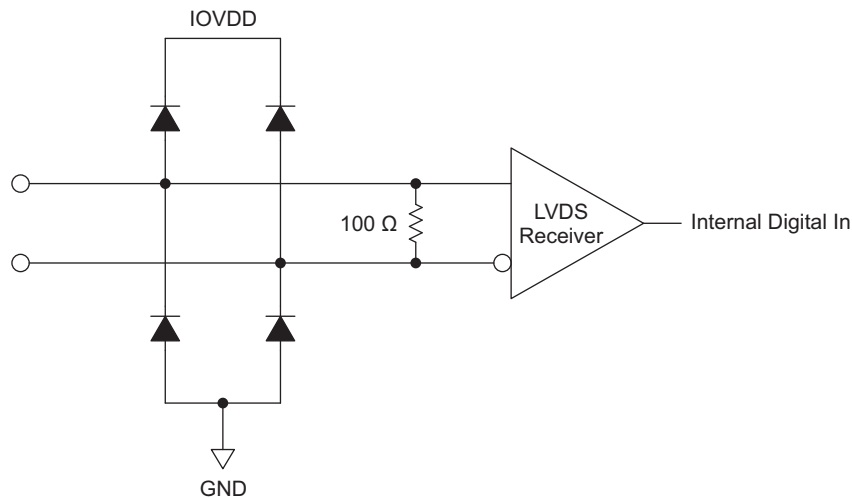 IOVDD
100 Ω
LVDS
Receiver
Internal Digital In
GND